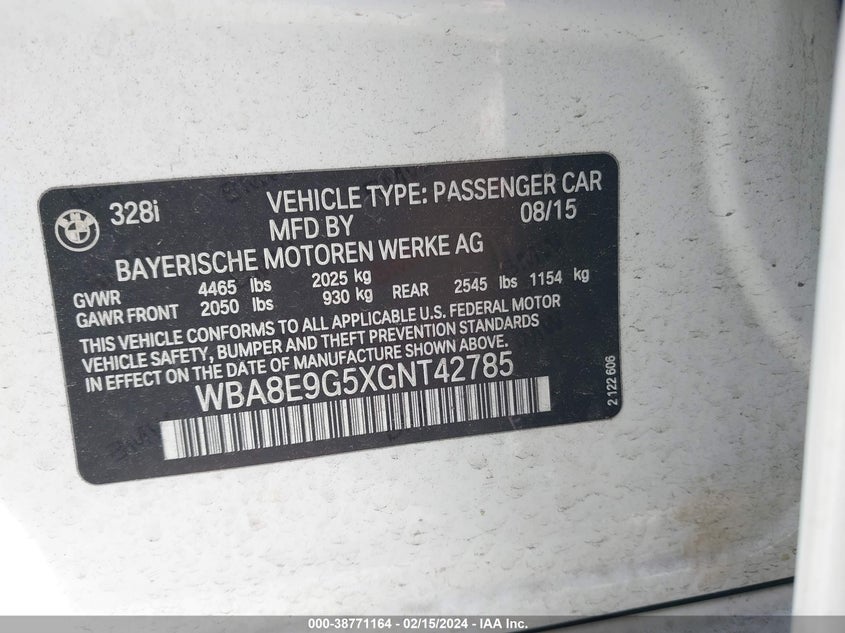 BMW
328i VEHICLE TYPE: PASSENGER CAR
MFD BY 08/15
BAYERISCHE MOTOREN WERKE AG
GVWR 4465 lbs 2025 kg
GAWR FRONT 2050 lbs 930 kg REAR 2545 lbs 1154 kg
THIS VEHICLE CONFORMS TO ALL APPLICABLE U.S. FEDERAL MOTOR
VEHICLE SAFETY, BUMPER AND THEFT PREVENTION STANDARDS
IN EFFECT ON THE DATE OF MANUFACTURE SHOWN ABOVE.
WBA8E9G5XGNT42785
2 122 606
000-38771164 - 02/15/2024 - IAA Inc.